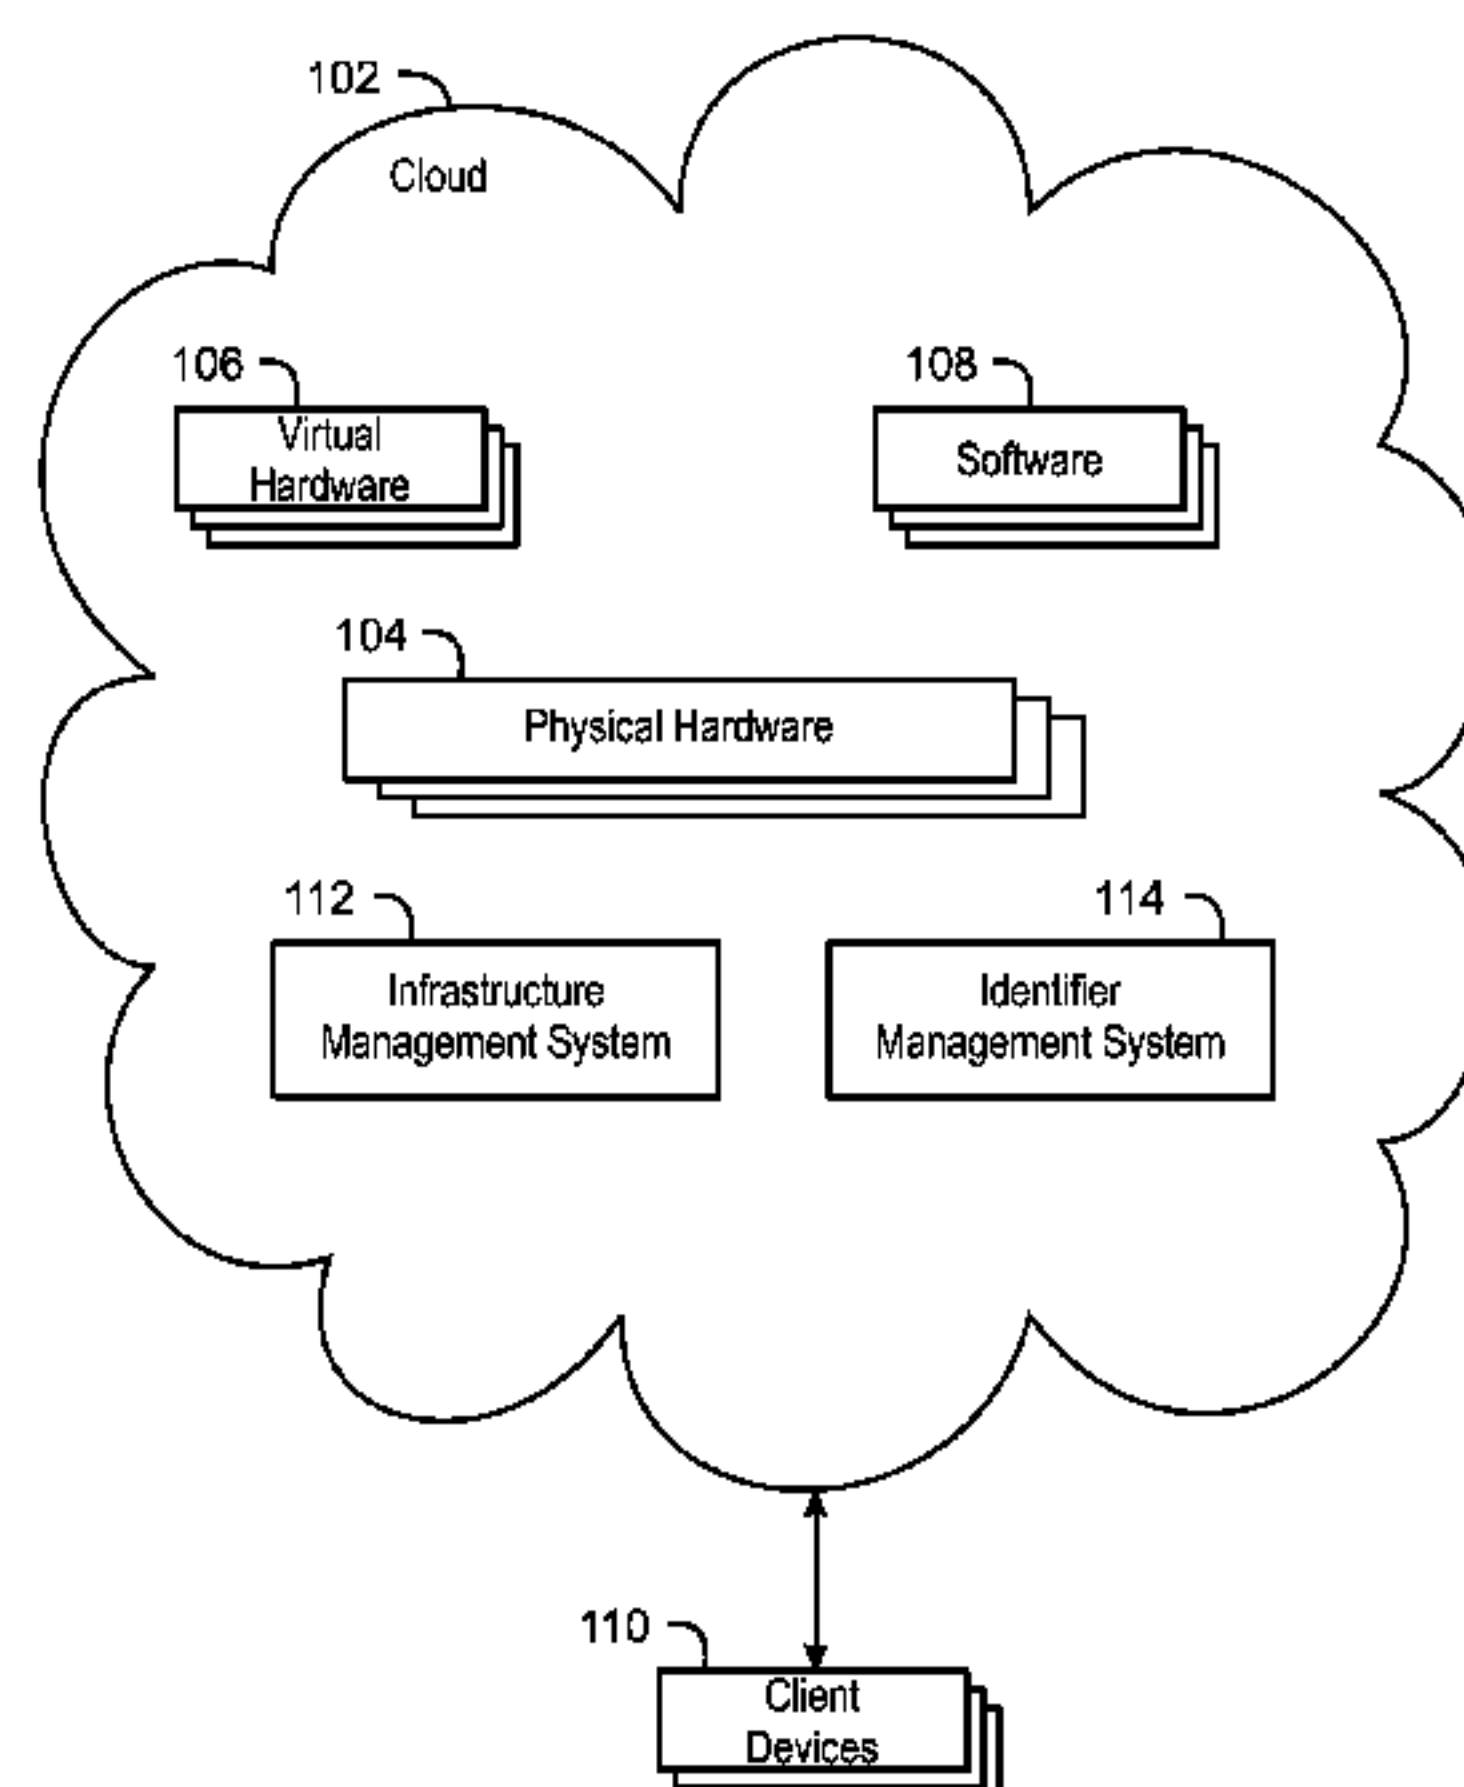 102
Cloud
106
108
Virtual
Hardware
Software
104
Physical Hardware
112
114
Infrastructure
Management System
Identifier
Management System
110
Client
Devices